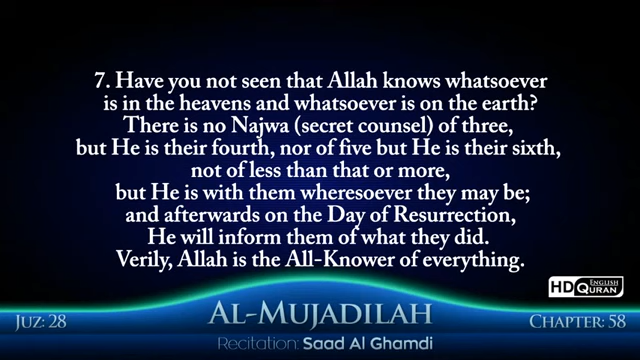 7. Have you not seen that Allah knows whatsoever
is in the heavens and whatsoever is on the earth?
There is no Najwa (secret counsel) of three,
but He is their fourth, nor of five but He is their sixth,
not of less than that or more,
but He is with them wheresoever they may be;
and afterwards on the Day of Resurrection,
He will inform them of what they did.
Verily, Allah is the All-Knower of everything.
HD ENGLISH QURAN
Juz: 28
Al-Mujadilah
Chapter: 58
Recitation: Saad Al Ghamdi